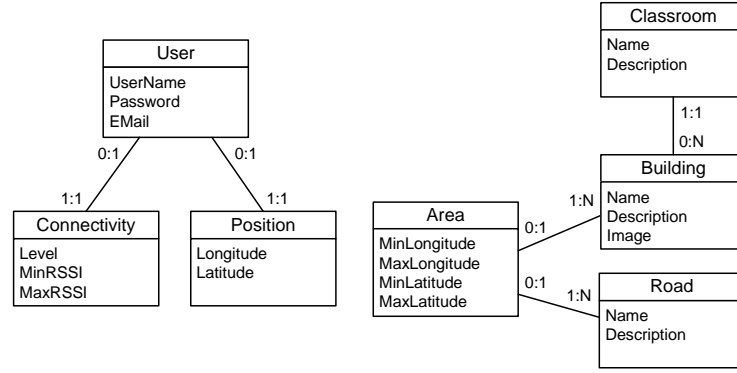 Classroom
Name
Description
1:1
0:N
User
UserName
Password
EMail
0:1
0:1
1:1
1:1
Connectivity
Level
MinRSSI
MaxRSSI
Position
Longitude
Latitude
Area
MinLongitude
MaxLongitude
MinLatitude
MaxLatitude
0:1
1:N
0:1
1:N
Building
Name
Description
Image
Road
Name
Description